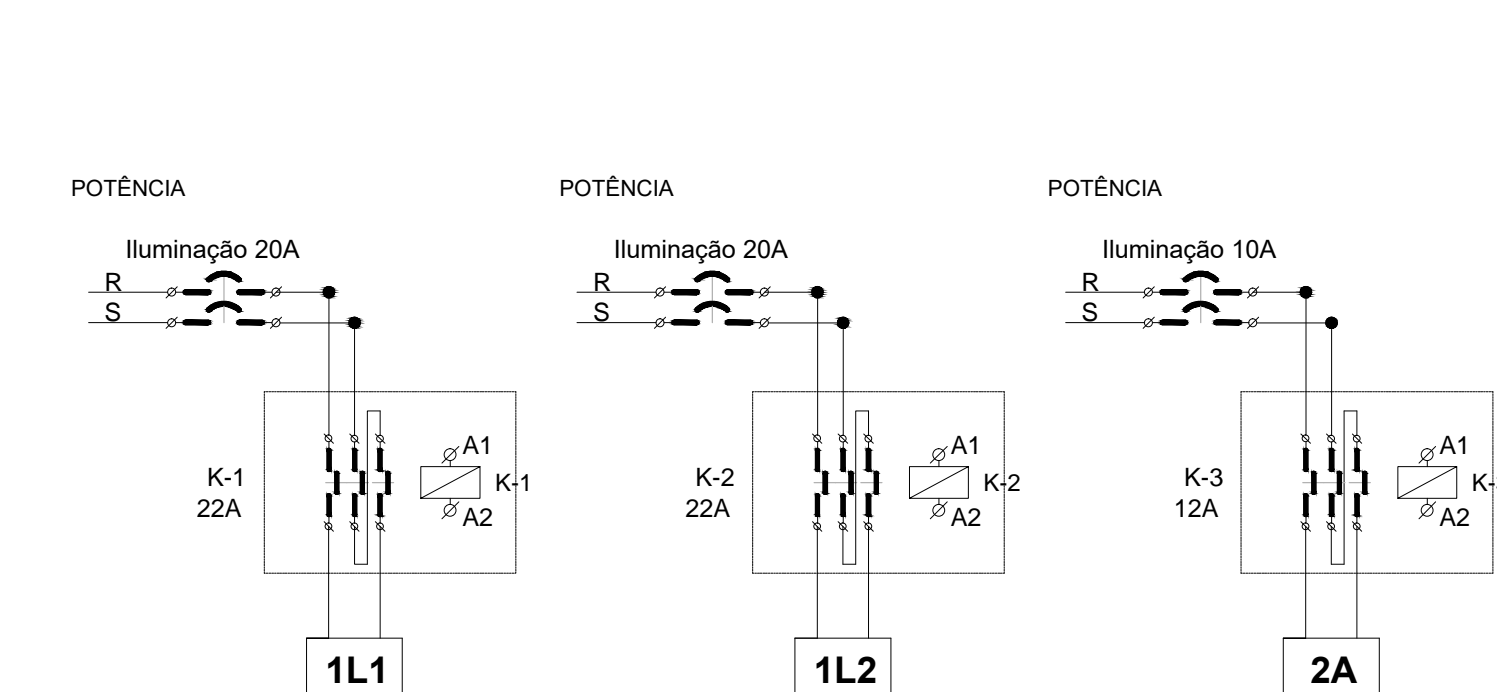 POTÊNCIA POTÊNCIA POTÊNCIA
Iluminação 20A Iluminação 20A Iluminação 10A
R R R
S S S
A1 A1 A1
K-1 K-1 K-2 K-2 K-3 K-
22A 22A 12A
A2 A2 A2
1L1 1L2 2A